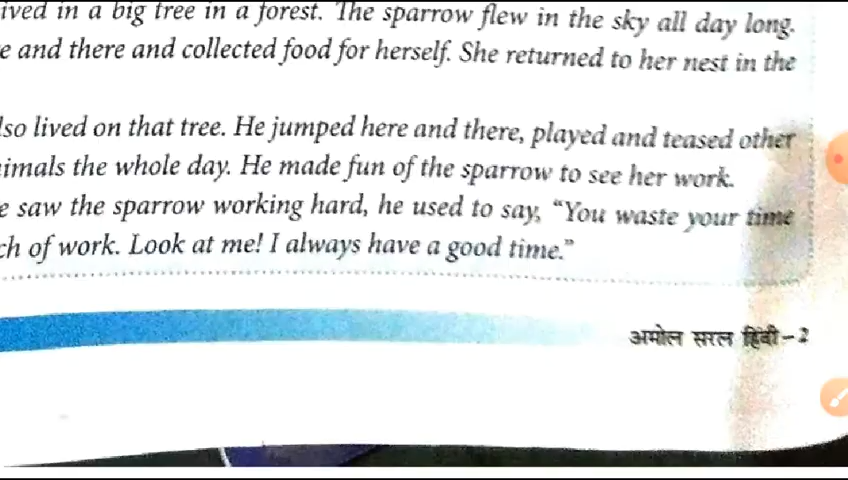 ived in a big tree in a forest. The sparrow flew in the sky all day long.
e and there and collected food for herself. She returned to her nest in the
lso lived on that tree. He jumped here and there, played and teased other
imals the whole day. He made fun of the sparrow to see her work.
e saw the sparrow working hard, he used to say, “You waste your time
ch of work. Look at me! I always have a good time.”
अमोल सरल हिंदी–2